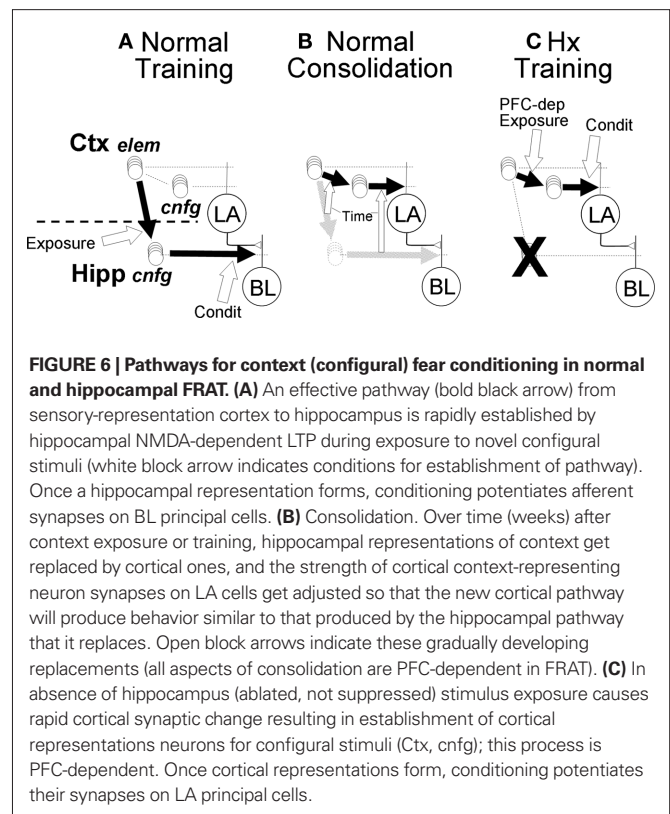 A Normal Training
B Normal Consolidation
C Hx Training
PFC-dep Exposure
Condit
Ctx elem
cnfg
LA
Exposure
Hipp cnfg
BL
Condit
Time
LA
BL
LA
X
BL
FIGURE 6 | Pathways for context (configural) fear conditioning in normal
and hippocampal FRAT. (A) An effective pathway (bold black arrow) from
sensory-representation cortex to hippocampus is rapidly established by
hippocampal NMDA-dependent LTP during exposure to novel configural
stimuli (white block arrow indicates conditions for establishment of pathway).
Once a hippocampal representation forms, conditioning potentiates afferent
synapses on BL principal cells. (B) Consolidation. Over time (weeks) after
context exposure or training, hippocampal representations of context get
replaced by cortical ones, and the strength of cortical context-representing
neuron synapses on LA cells get adjusted so that the new cortical pathway
will produce behavior similar to that produced by the hippocampal pathway
that it replaces. Open block arrows indicate these gradually developing
replacements (all aspects of consolidation are PFC-dependent in FRAT). (C) In
absence of hippocampus (ablated, not suppressed) stimulus exposure causes
rapid cortical synaptic change resulting in establishment of cortical
representations neurons for configural stimuli (Ctx, cnfg); this process is
PFC-dependent. Once cortical representations form, conditioning potentiates
their synapses on LA principal cells.